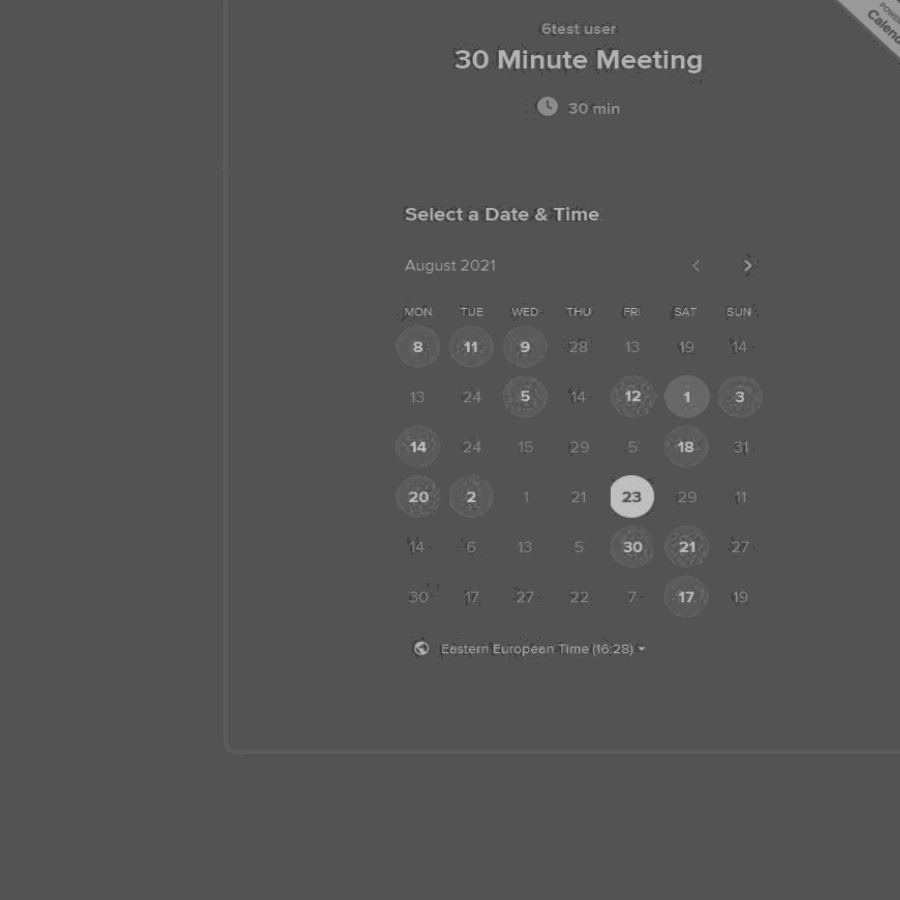 POWER
Calend
6test user
30 Minute Meeting
30 min
Select a Date & Time
August 2021
MON TUE WED THU FRI SAT SUN
8 11 9 28 13 19 14
13 24 5 14 12 1 3
14 24 15 29 5 18 31
20 2 1 21 23 29 11
14 6 13 5 30 21 27
30 17 27 22 7 17 19
Eastern European Time (16:28)